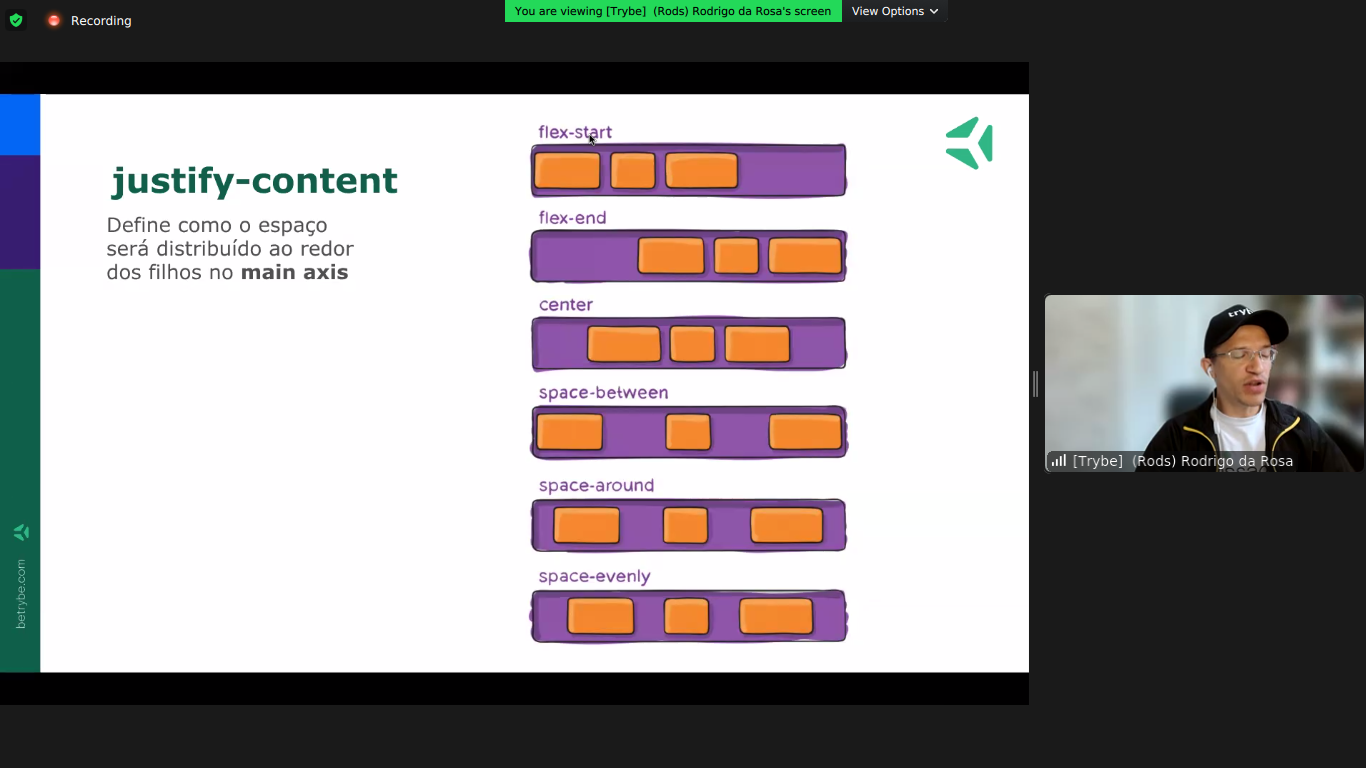 Recording
You are viewing [Trybe] (Rods) Rodrigo da Rosa's screen
View Options
justify-content
Define como o espaço
será distribuído ao redor
dos filhos no main axis
flex-start
flex-end
center
space-between
space-around
space-evenly
betrybe.com
[Trybe] (Rods) Rodrigo da Rosa